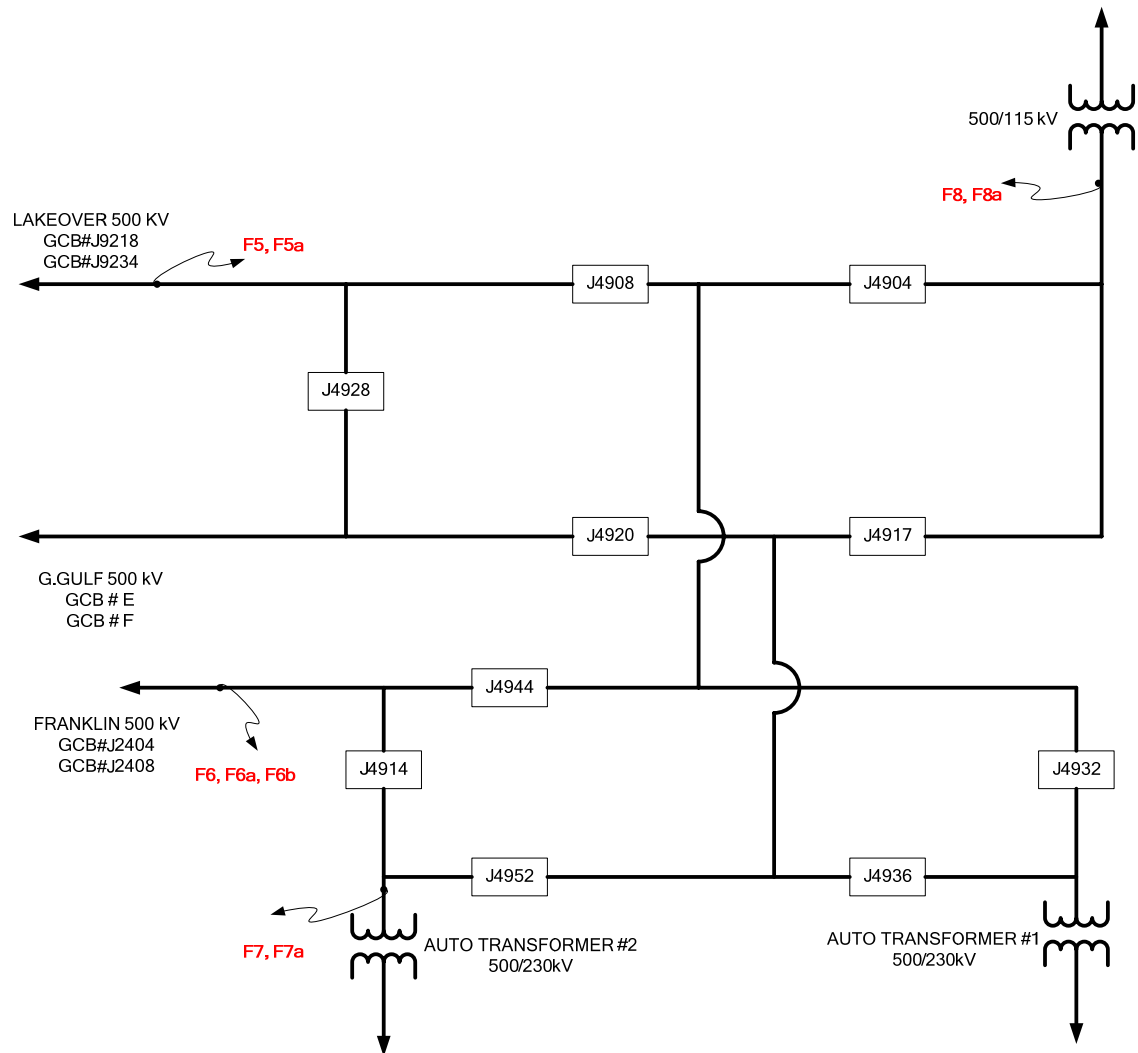 500/115 kV
F8, F8a
LAKEOVER 500 KV
GCB#J9218
GCB#J9234
F5, F5a
J4908
J4904
J4928
J4920
J4917
G.GULF 500 kV
GCB # E
GCB # F
J4944
FRANKLIN 500 kV
GCB#J2404
GCB#J2408
F6, F6a, F6b
J4914
J4932
J4952
J4936
F7, F7a
AUTO TRANSFORMER #2
500/230kV
AUTO TRANSFORMER #1
500/230kV